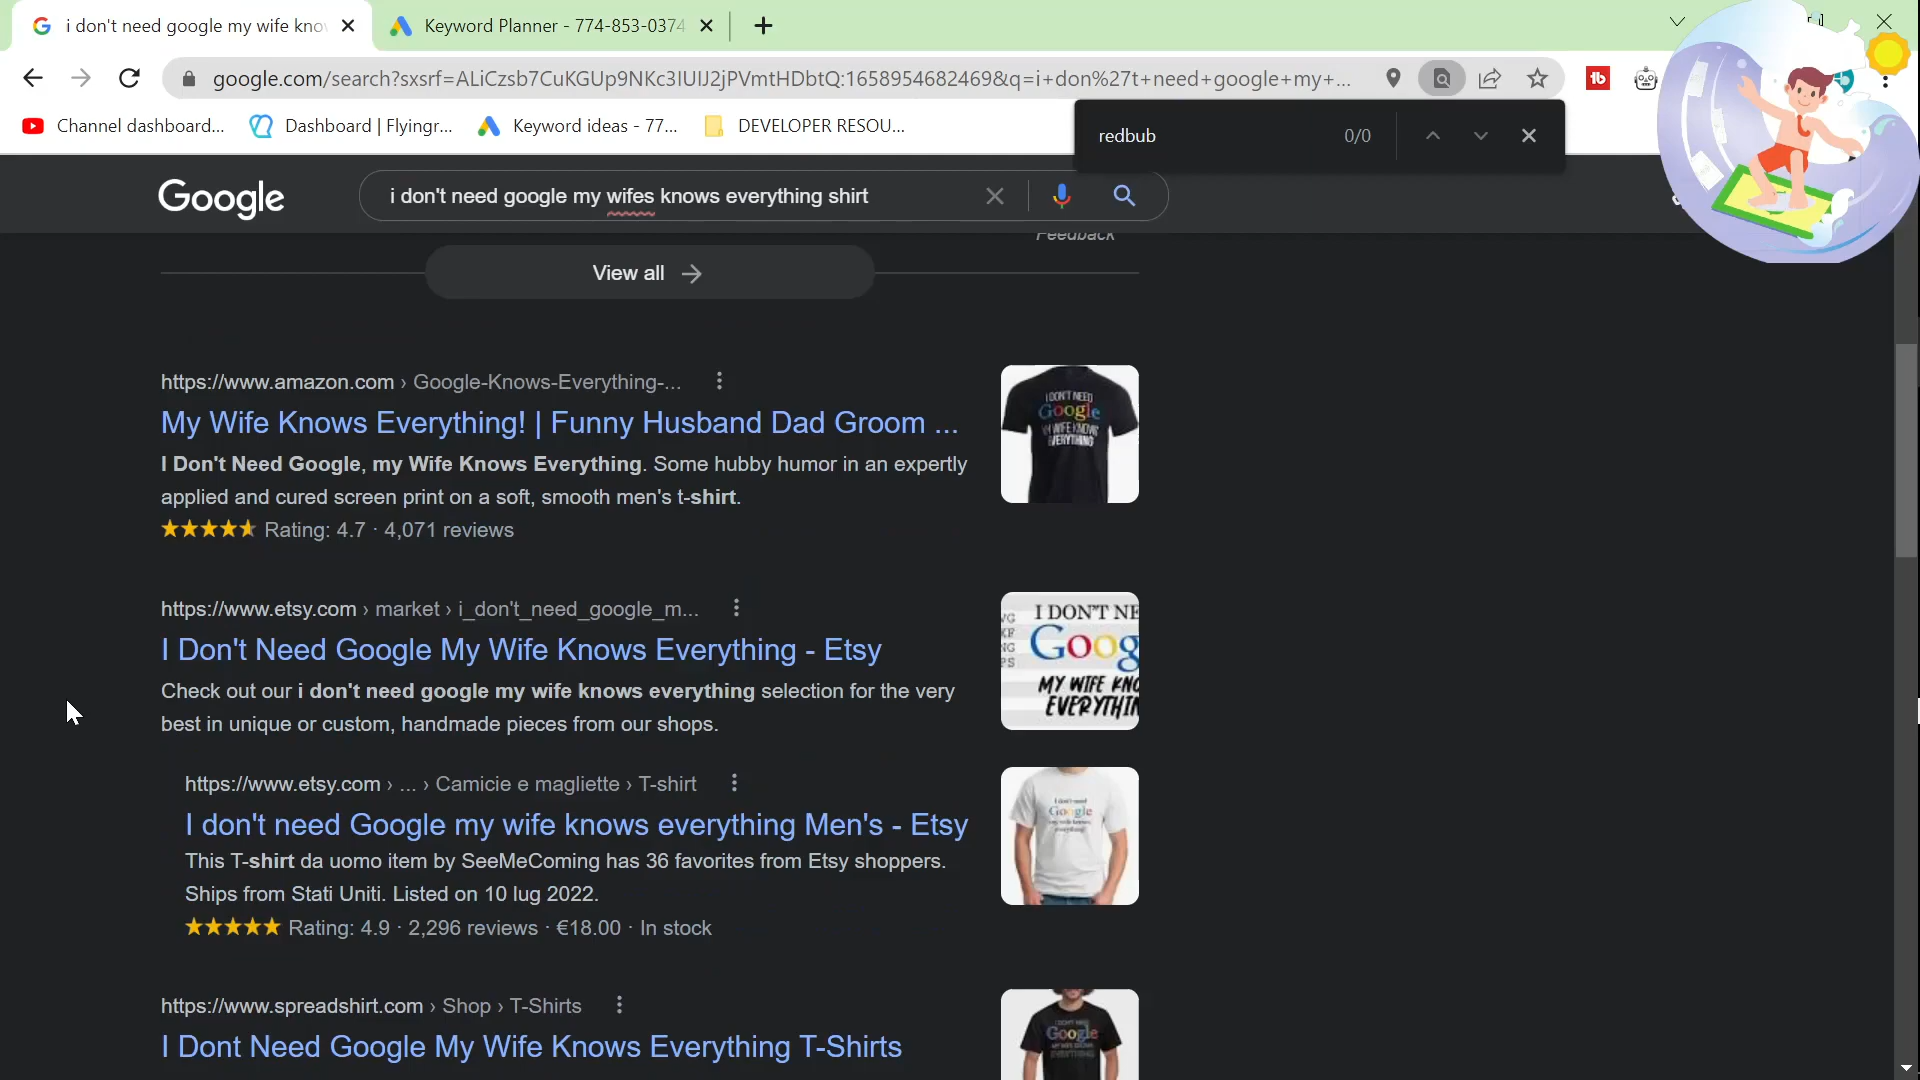 i don't need google my wife kno
Keyword Planner - 774-853-0374
google.com/search?sxsrf=ALiCzsb7CuKGUp9NKc3IUIJ2jPVmtHDbtQ:1658954682469&q=i+don%27t+need+google+my+...
Channel dashboard...
Dashboard | Flyingr...
Keyword ideas - 77...
DEVELOPER RESOU...
redbub
0/0
Google
i don't need google my wifes knows everything shirt
Feedback
View all
https://www.amazon.com › Google-Knows-Everything-...
My Wife Knows Everything! | Funny Husband Dad Groom ...
I Don't Need Google, my Wife Knows Everything. Some hubby humor in an expertly
applied and cured screen print on a soft, smooth men's t-shirt.
Rating: 4.7 · 4,071 reviews
I DON'T NEED
Google
MY WIFE KNOWS
EVERYTHING
https://www.etsy.com › market › i_don't_need_google_m...
I Don't Need Google My Wife Knows Everything - Etsy
Check out our i don't need google my wife knows everything selection for the very
best in unique or custom, handmade pieces from our shops.
I DON'T NE
Goog
MY WIFE KNO
EVERYTHIN
https://www.etsy.com › ... › Camicie e magliette › T-shirt
I don't need Google my wife knows everything Men's - Etsy
This T-shirt da uomo item by SeeMeComing has 36 favorites from Etsy shoppers.
Ships from Stati Uniti. Listed on 10 lug 2022.
Rating: 4.9 · 2,296 reviews · €18.00 · In stock
I don't need
Google
my wife knows
everything!
https://www.spreadshirt.com › Shop › T-Shirts
I Dont Need Google My Wife Knows Everything T-Shirts
Google